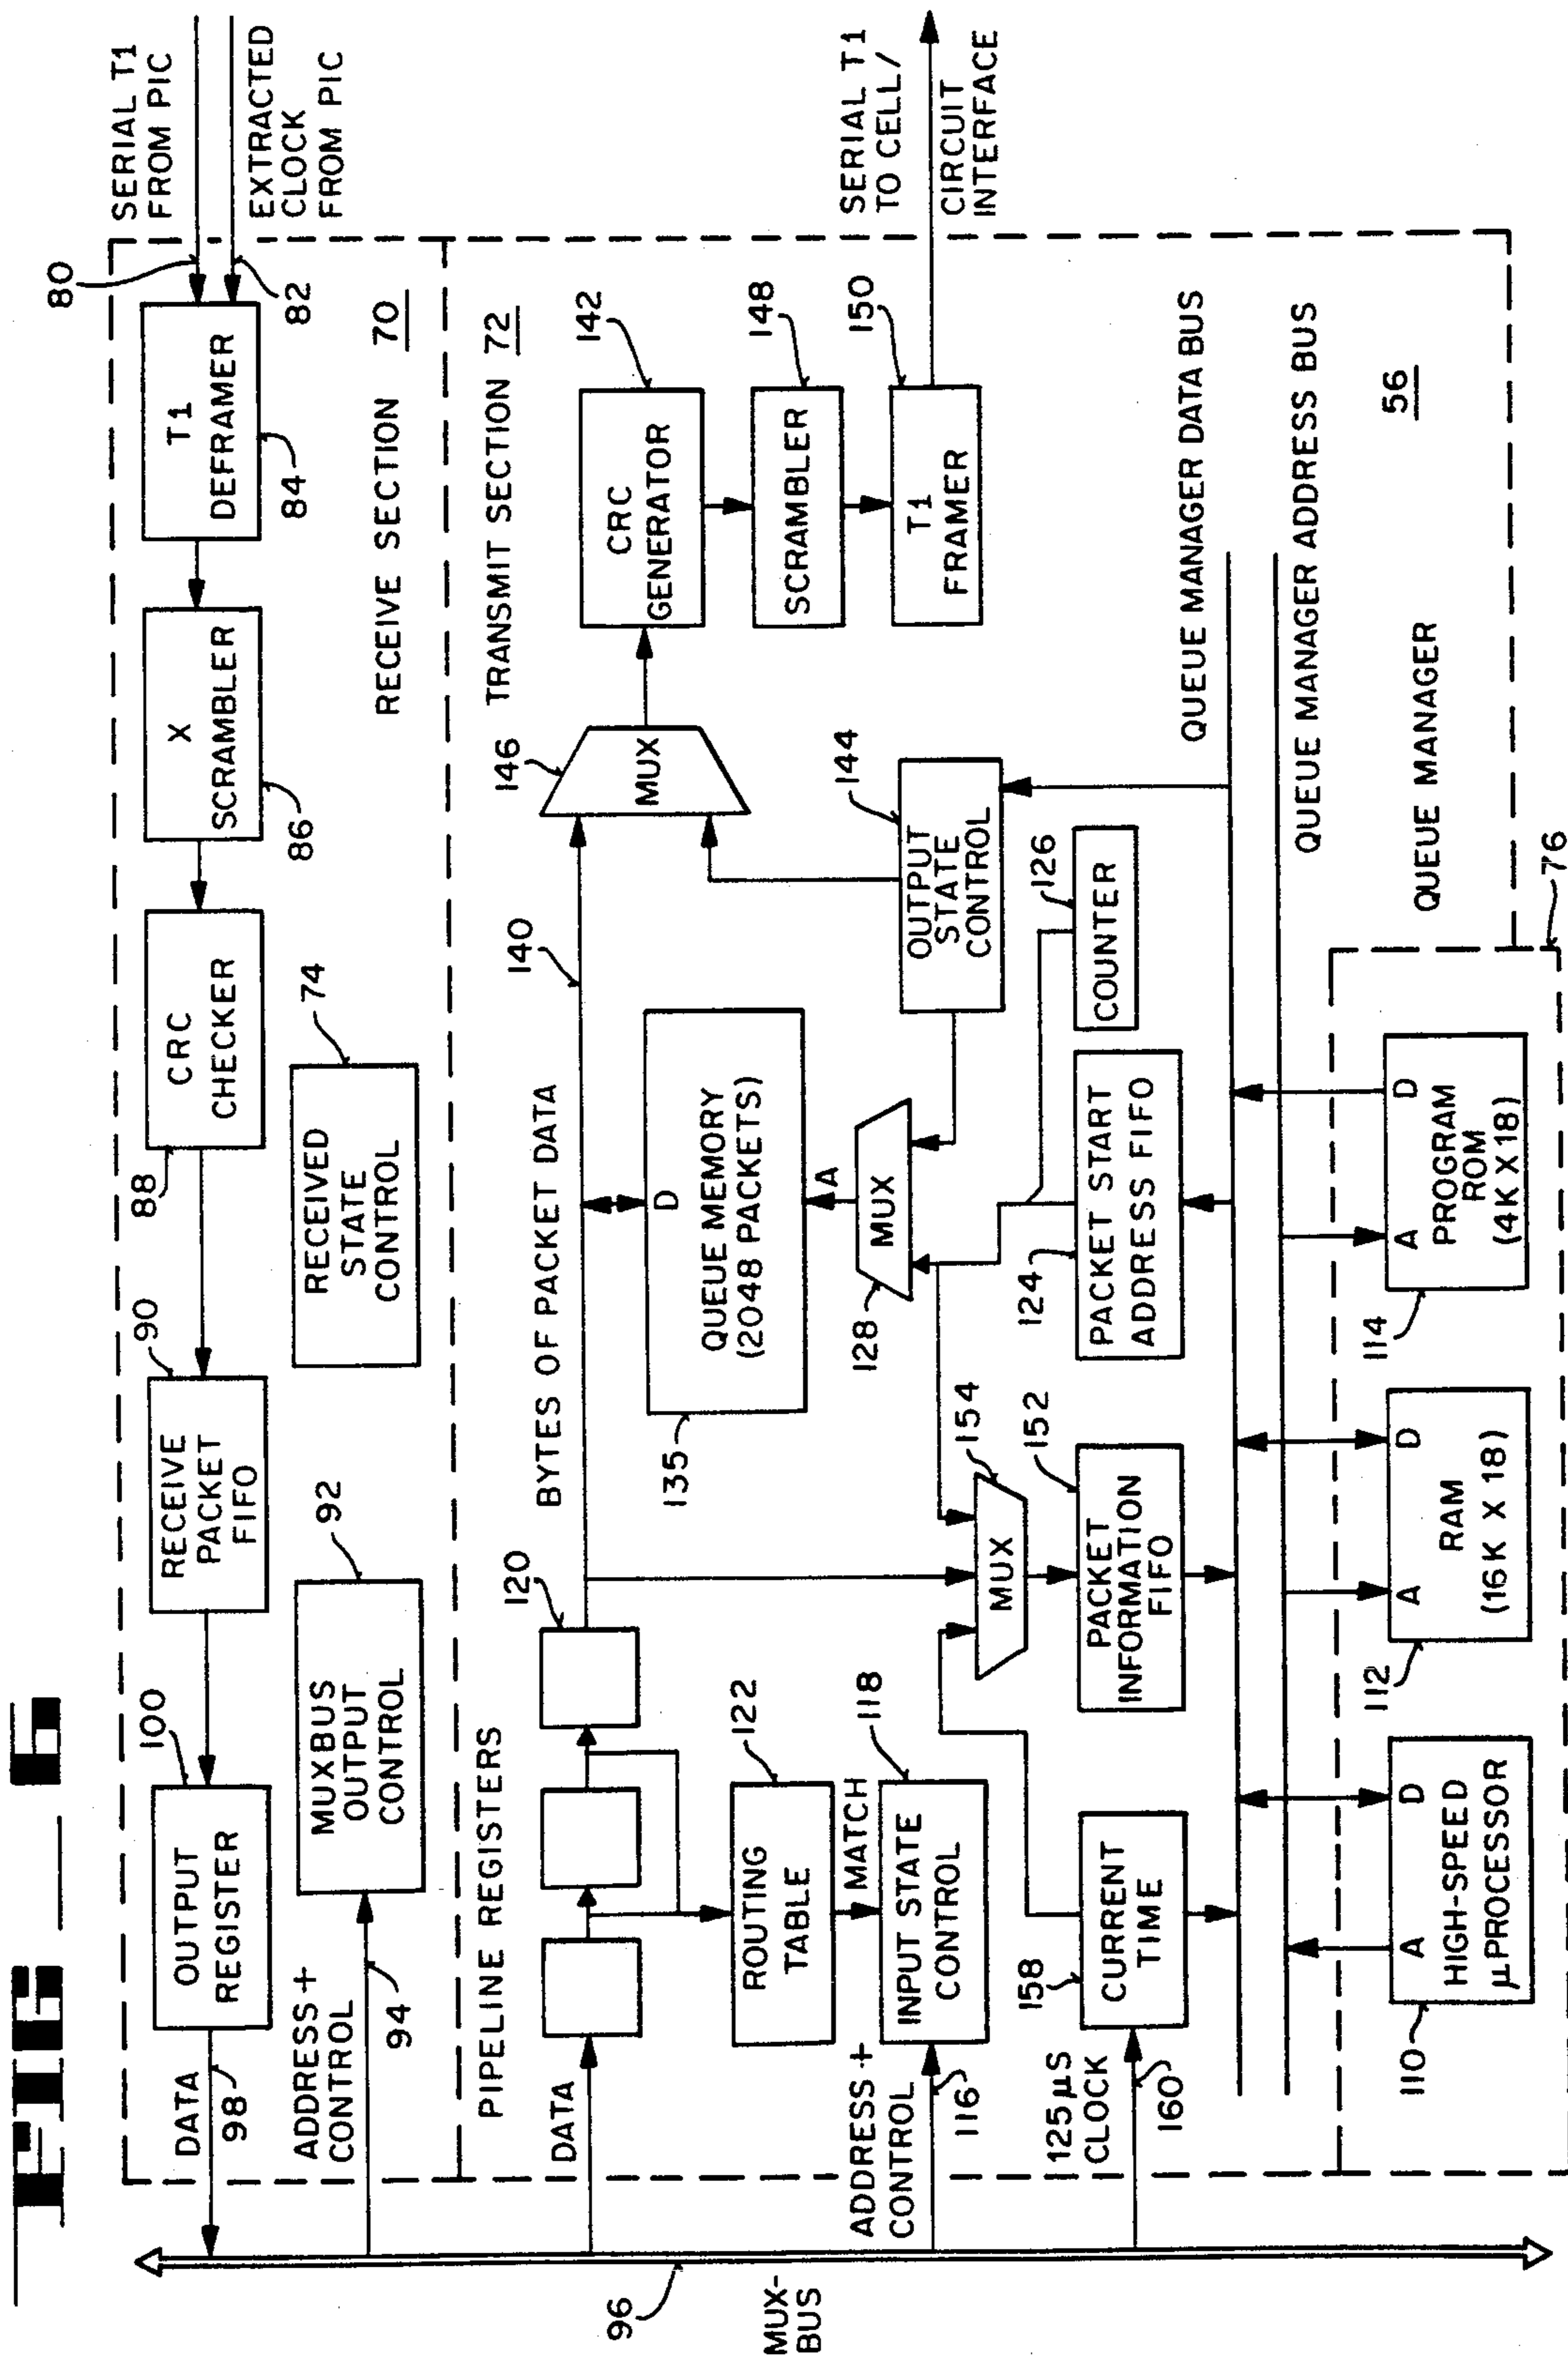 FIG__6
SERIAL T1
FROM PIC
EXTRACTED
CLOCK
FROM PIC
80
82
T1
DEFRAMER
84
X
SCRAMBLER
86
CRC
CHECKER
88
RECEIVE
PACKET
FIFO
90
OUTPUT
REGISTER
100
DATA
98
RECEIVE SECTION 70
RECEIVED
STATE
CONTROL
74
MUXBUS
OUTPUT
CONTROL
92
ADDRESS+
CONTROL
94
PIPELINE REGISTERS
TRANSMIT SECTION 72
DATA
120
BYTES OF PACKET DATA
140
MUX
146
CRC
GENERATOR
142
SCRAMBLER
148
T1
FRAMER
150
SERIAL T1
TO CELL/
CIRCUIT
INTERFACE
ROUTING
TABLE
122
MATCH
INPUT STATE
CONTROL
118
ADDRESS+
CONTROL
116
D
QUEUE MEMORY
(2048 PACKETS)
A
135
MUX
128
OUTPUT
STATE
CONTROL
144
COUNTER
126
PACKET START
ADDRESS FIFO
124
MUX
154
PACKET
INFORMATION
FIFO
152
CURRENT
TIME
158
125 µS
CLOCK
160
QUEUE MANAGER DATA BUS
QUEUE MANAGER ADDRESS BUS
56
QUEUE MANAGER
76
A D
HIGH-SPEED
µPROCESSOR
110
A D
RAM
(16K X 18)
112
A D
PROGRAM
ROM
(4K X 18)
114
96
MUX-
BUS